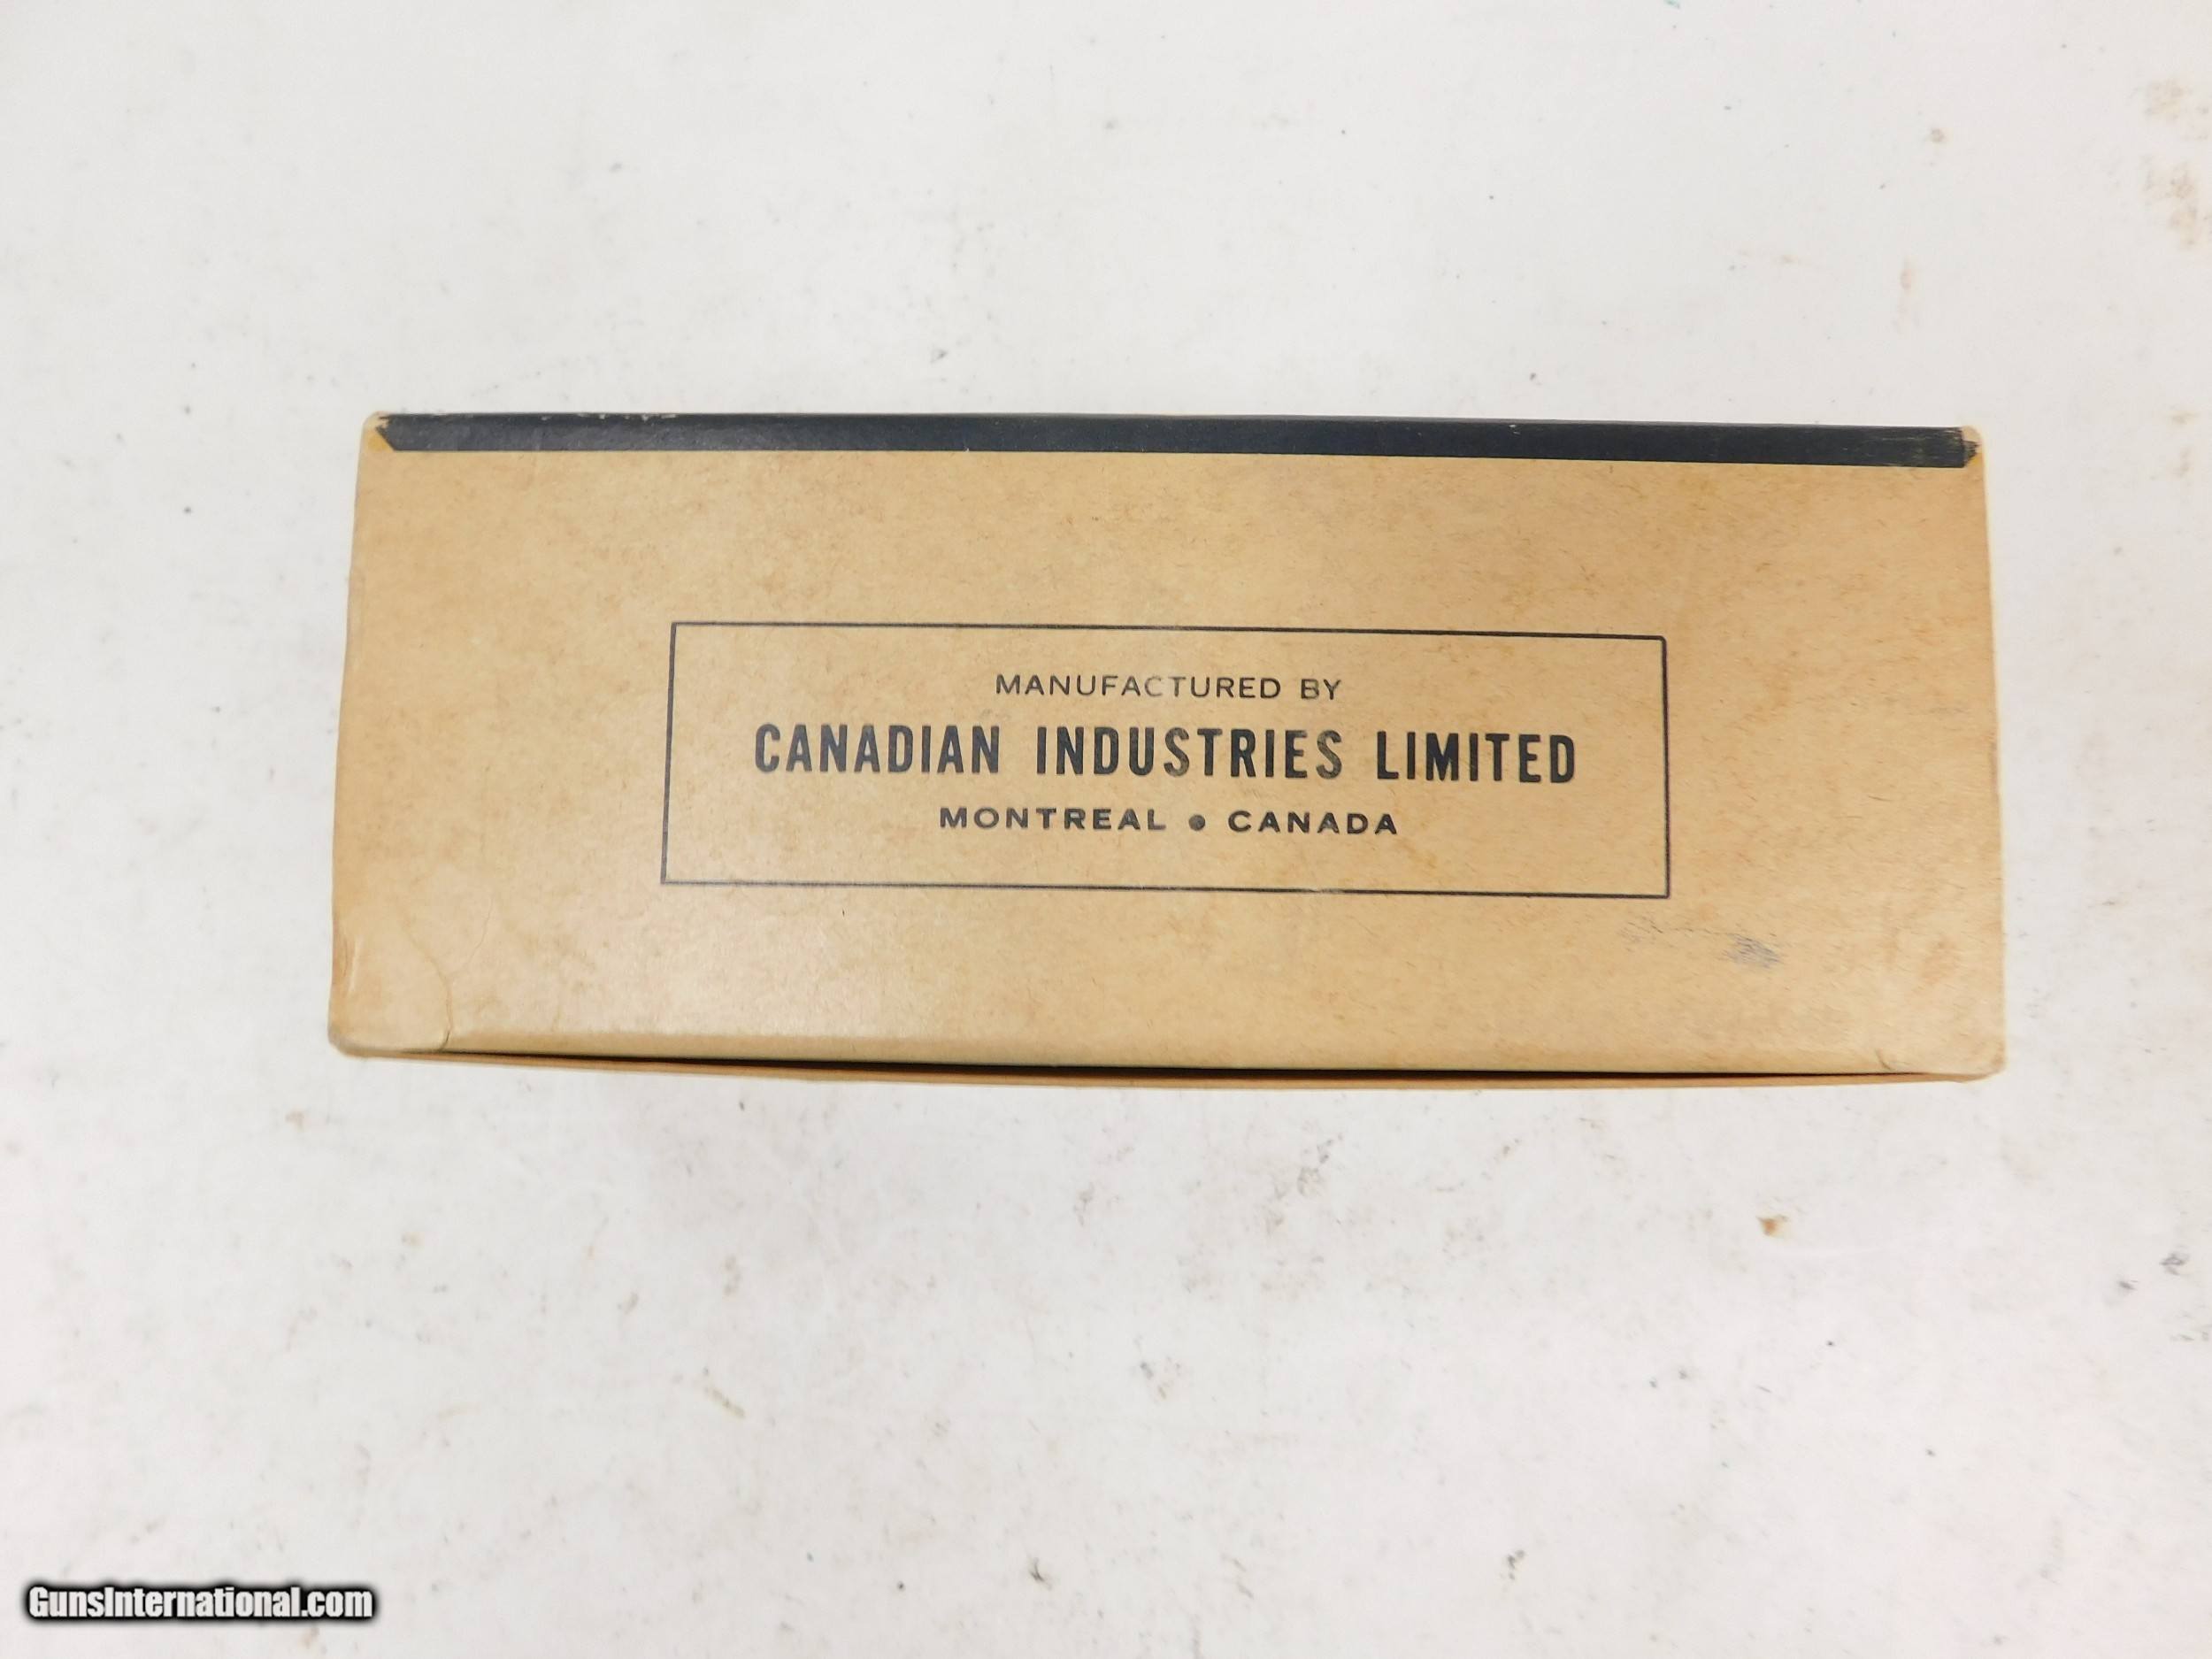 MANUFACTURED BY
CANADIAN INDUSTRIES LIMITED
MONTREAL • CANADA
GunsInternational.com